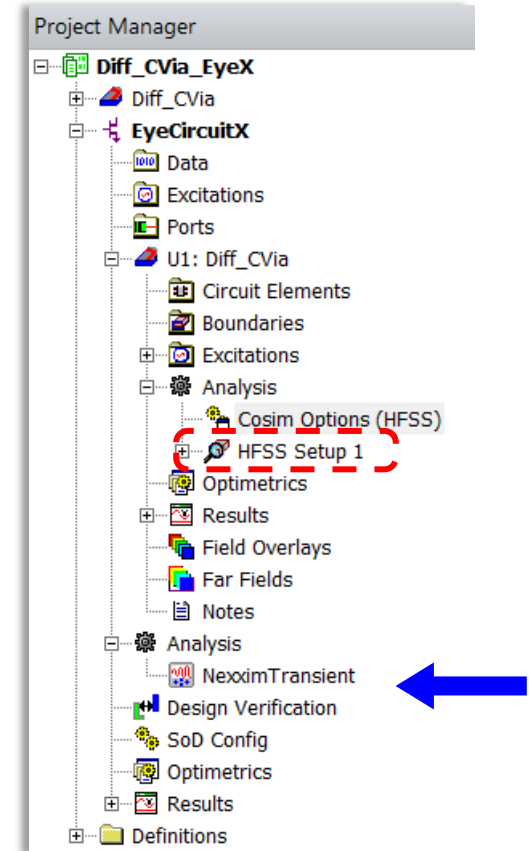 Project Manager
Diff_CVia_EyeX
Diff_CVia
EyeCircuitX
Data
Excitations
Ports
U1: Diff_CVia
Circuit Elements
Boundaries
Excitations
Analysis
Cosim Options (HFSS)
HFSS Setup 1
Optimetrics
Results
Field Overlays
Far Fields
Notes
Analysis
NexximTransient
Design Verification
SoD Config
Optimetrics
Results
Definitions